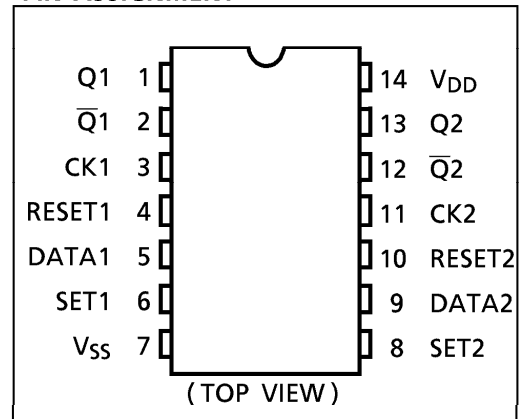 Q1 1 14 VDD
Q̅1 2 13 Q2
CK1 3 12 Q̅2
RESET1 4 11 CK2
DATA1 5 10 RESET2
SET1 6 9 DATA2
VSS 7 8 SET2
(TOP VIEW)